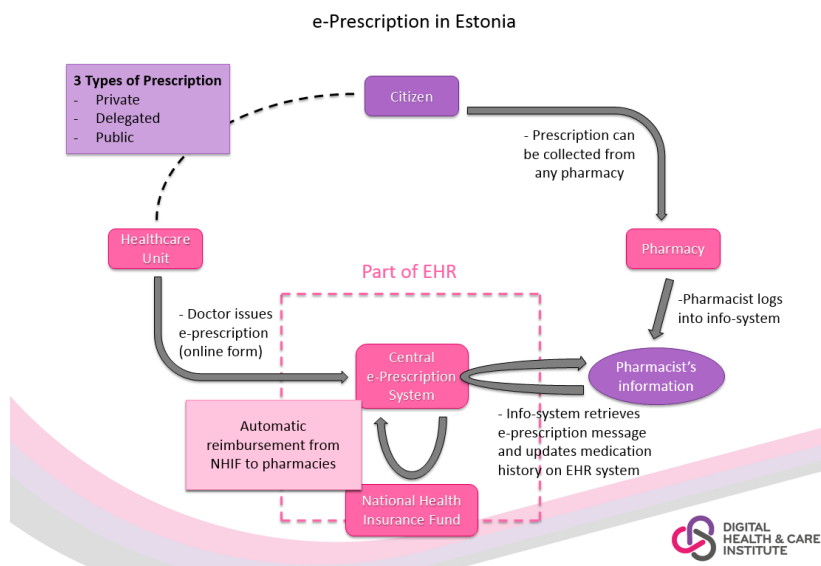 e-Prescription in Estonia
3 Types of Prescription
- Private
- Delegated
- Public
Citizen
- Prescription can
be collected from
any pharmacy
Healthcare
Unit
Pharmacy
Part of EHR
- Doctor issues
e-prescription
(online form)
-Pharmacist logs
into info-system
Central
e-Prescription
System
Pharmacist's
information
Automatic
reimbursement from
NHIF to pharmacies
- Info-system retrieves
e-prescription message
and updates medication
history on EHR system
National Health
Insurance Fund
DIGITAL
HEALTH & CARE
INSTITUTE